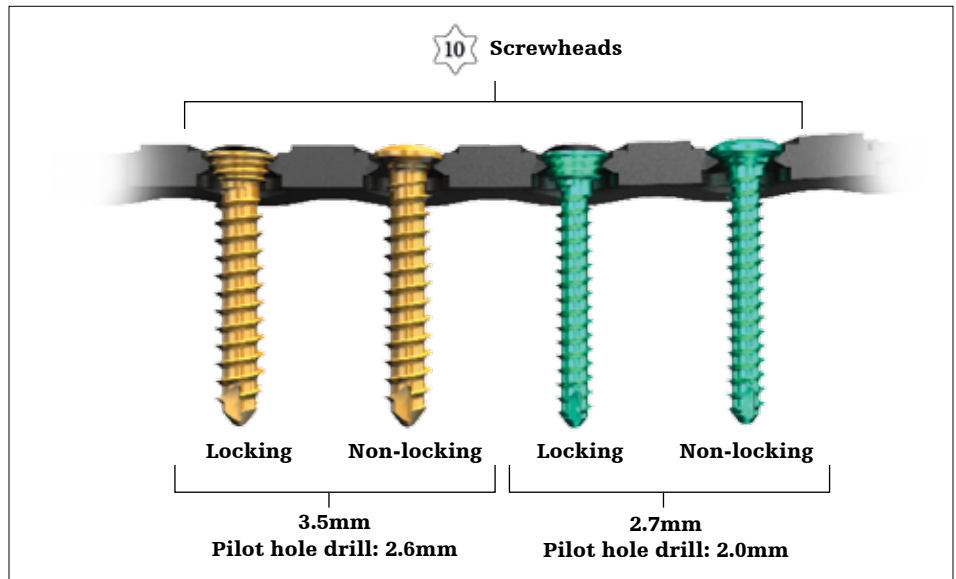 10 Screwheads
Locking
Non-locking
Locking
Non-locking
3.5mm
Pilot hole drill: 2.6mm
2.7mm
Pilot hole drill: 2.0mm